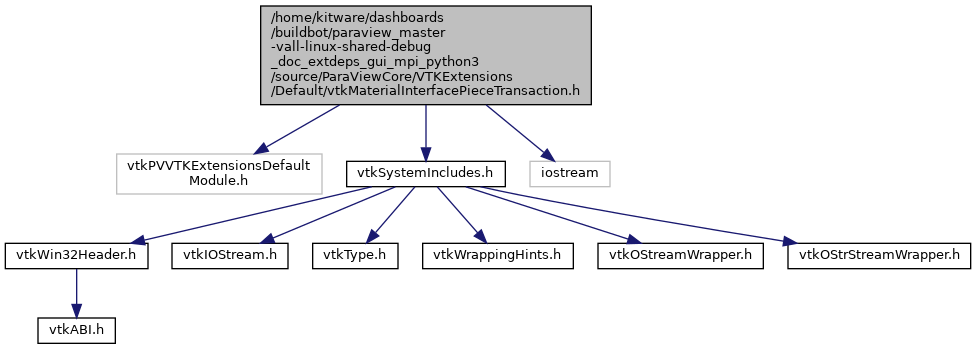 /home/kitware/dashboards
/buildbot/paraview_master
-vall-linux-shared-debug
_doc_extdeps_gui_mpi_python3
/source/ParaViewCore/VTKExtensions
/Default/vtkMaterialInterfacePieceTransaction.h
vtkPVVTKExtensionsDefault
Module.h
vtkSystemIncludes.h
iostream
vtkWin32Header.h
vtkIOStream.h
vtkType.h
vtkWrappingHints.h
vtkOStreamWrapper.h
vtkOStrStreamWrapper.h
vtkABI.h